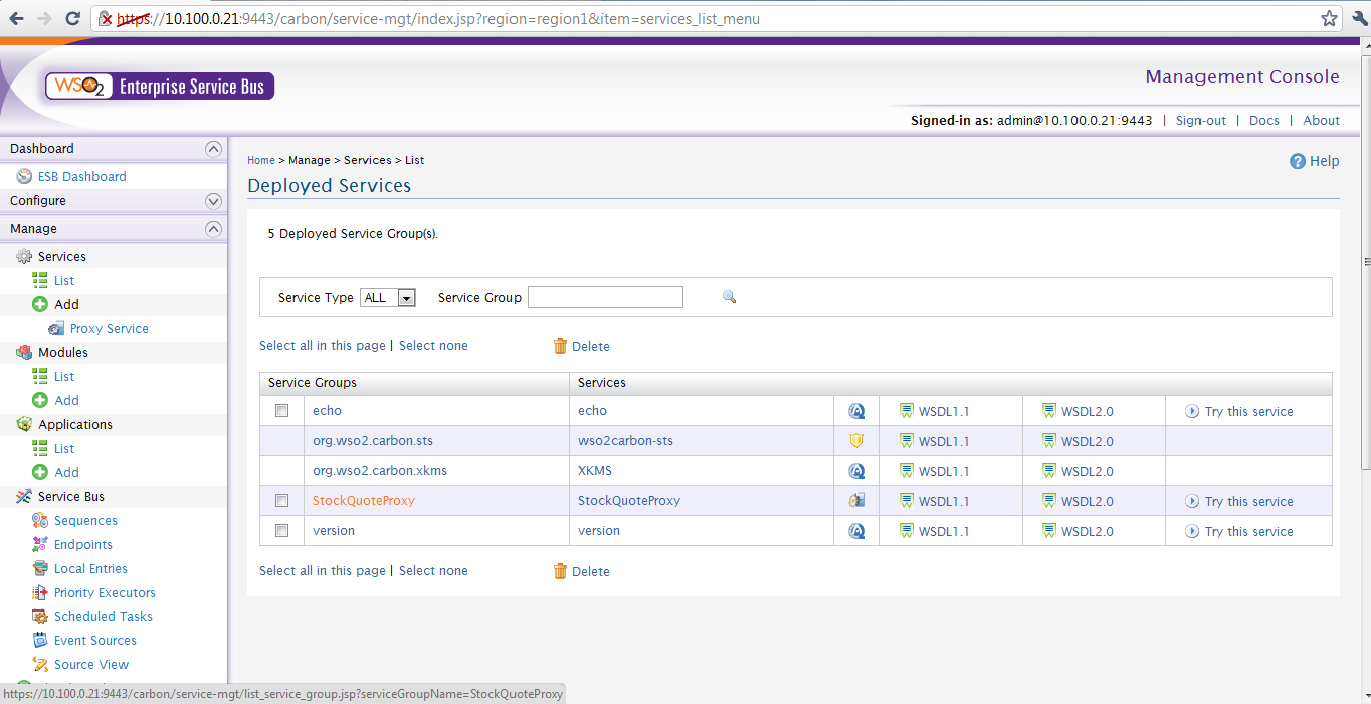 https://10.100.0.21:9443/carbon/service-mgt/index.jsp?region=region1&item=services_list_menu
WSO2 Enterprise Service Bus
Management Console
Signed-in as: admin@10.100.0.21:9443 | Sign-out | Docs | About
Dashboard
ESB Dashboard
Configure
Manage
Services
List
Add
Proxy Service
Modules
List
Add
Applications
List
Add
Service Bus
Sequences
Endpoints
Local Entries
Priority Executors
Scheduled Tasks
Event Sources
Source View
Home > Manage > Services > List
Help
Deployed Services
5 Deployed Service Group(s).
Service Type ALL Service Group
Select all in this page | Select none Delete
Service Groups Services
echo echo WSDL1.1 WSDL2.0 Try this service
org.wso2.carbon.sts wso2carbon-sts WSDL1.1 WSDL2.0
org.wso2.carbon.xkms XKMS WSDL1.1 WSDL2.0
StockQuoteProxy StockQuoteProxy WSDL1.1 WSDL2.0 Try this service
version version WSDL1.1 WSDL2.0 Try this service
Select all in this page | Select none Delete
https://10.100.0.21:9443/carbon/service-mgt/list_service_group.jsp?serviceGroupName=StockQuoteProxy